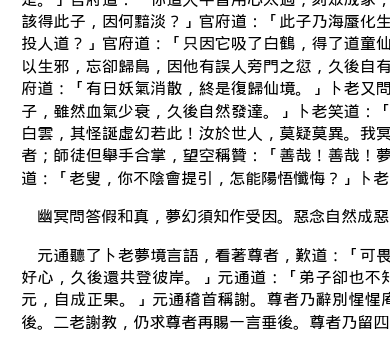 是。」官府道：「你道人平昔用心太過，刻眾成家，
該得此子，因何黯淡？」官府道：「此子乃海蜃化生
投人道？」官府道：「只因它吸了白鶴，得了道童仙
以生邪，忘卻歸島，因他有誤人旁門之愆，久後自有
府道：「有日妖氣消散，終是復歸仙境。」卜老又問
子，雖然血氣少衰，久後自然發達。」卜老笑道：「
白雲，其怪誕虛幻若此！汝於世人，莫疑莫異。我冥
者；師徒但舉手合掌，望空稱贊：「善哉！善哉！夢
道：「老叟，你不陰會提引，怎能陽悟懺悔？」卜老
幽冥問答假和真，夢幻須知作受因。惡念自然成惡
元通聽了卜老夢境言語，看著尊者，歎道：「可畏
好心，久後還共登彼岸。」元通道：「弟子卻也不知
元，自成正果。」元通稽首稱謝。尊者乃辭別惺惺庵
後。二老謝教，仍求尊者再賜一言垂後。尊者乃留四